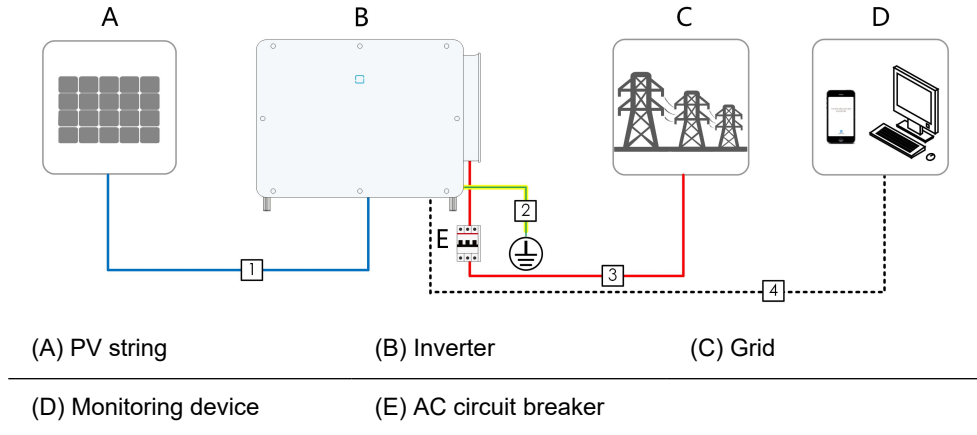 A B C D
E
2
1
3
4
(A) PV string (B) Inverter (C) Grid
(D) Monitoring device (E) AC circuit breaker